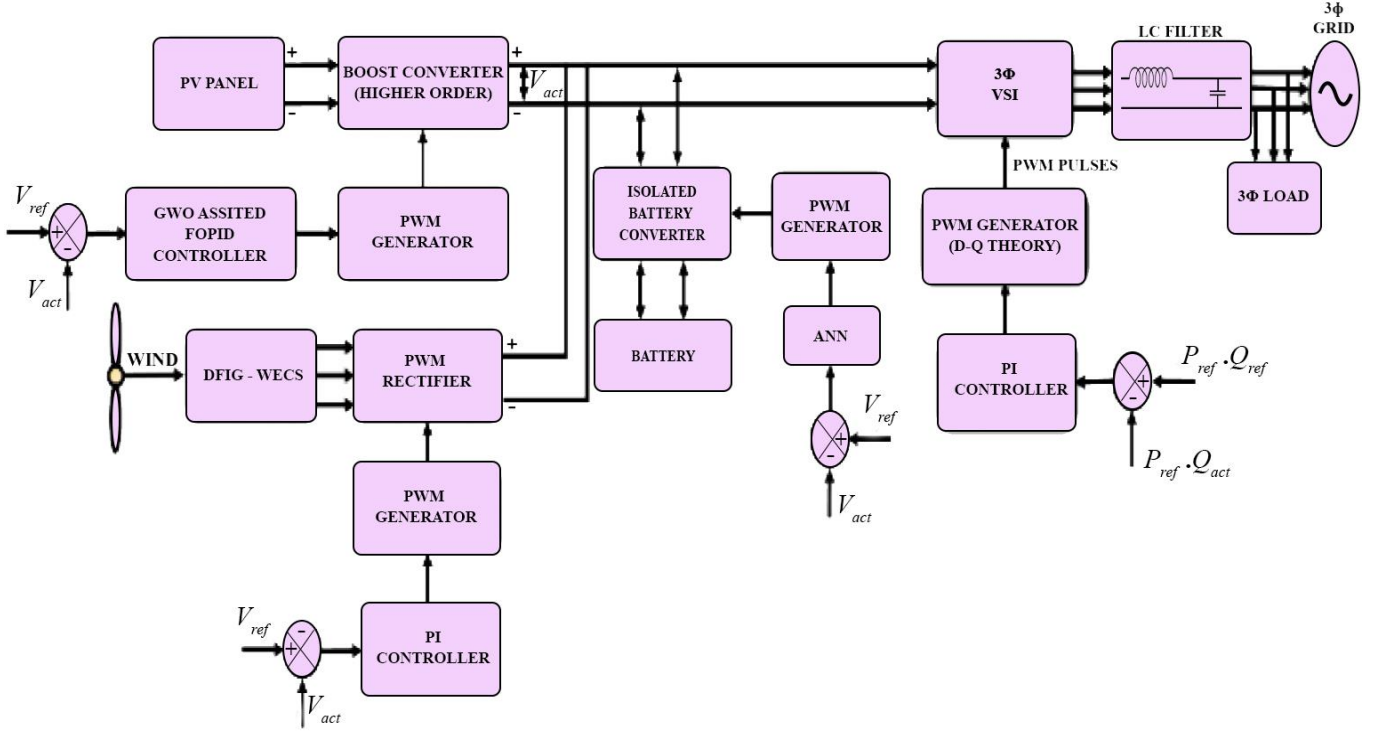 3ϕ
GRID
LC FILTER
PV PANEL
+
-
BOOST CONVERTER
(HIGHER ORDER)
+
-
V_act
3Φ
VSI
PWM PULSES
3Φ LOAD
V_ref
+
-
V_act
GWO ASSITED
FOPID
CONTROLLER
PWM
GENERATOR
ISOLATED
BATTERY
CONVERTER
PWM
GENERATOR
PWM GENERATOR
(D-Q THEORY)
WIND
DFIG - WECS
PWM
RECTIFIER
+
-
BATTERY
ANN
PI
CONTROLLER
+
-
P_ref .Q_ref
P_ref .Q_act
V_ref
+
-
V_act
PWM
GENERATOR
V_ref
-
+
V_act
PI
CONTROLLER